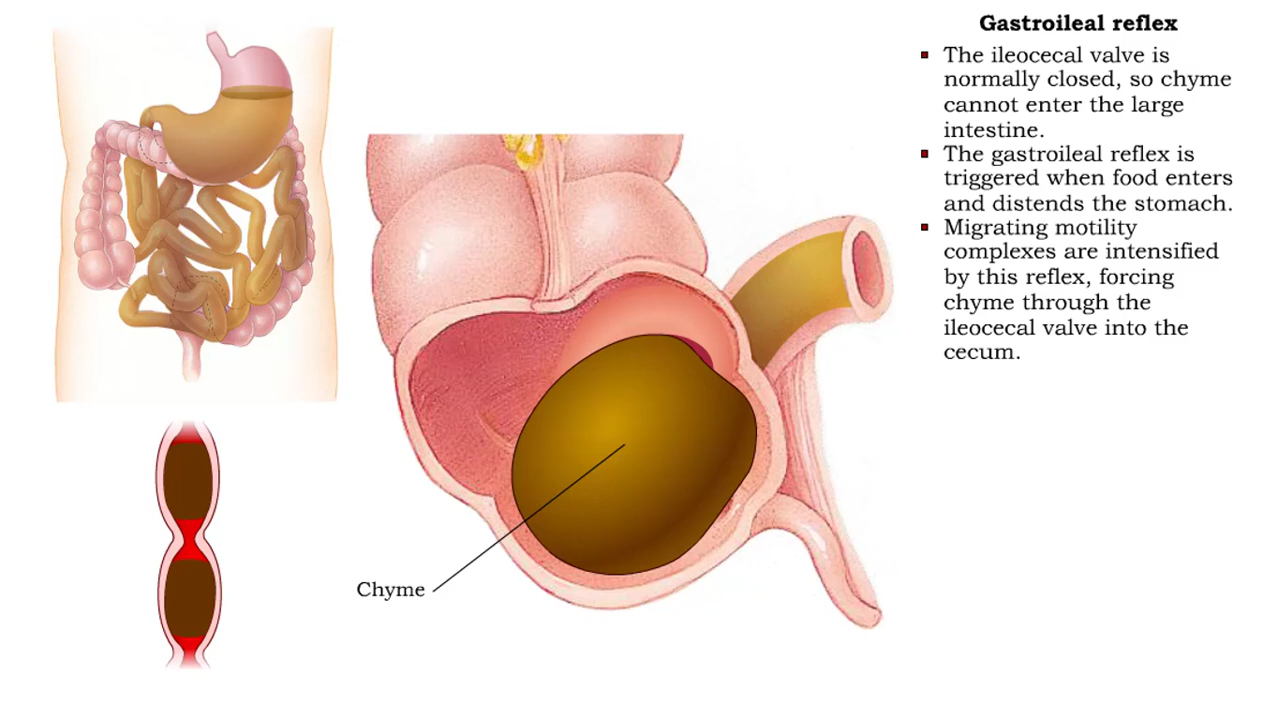 Gastroileal reflex
The ileocecal valve is
normally closed, so chyme
cannot enter the large
intestine.
The gastroileal reflex is
triggered when food enters
and distends the stomach.
Migrating motility
complexes are intensified
by this reflex, forcing
chyme through the
ileocecal valve into the
cecum.
Chyme